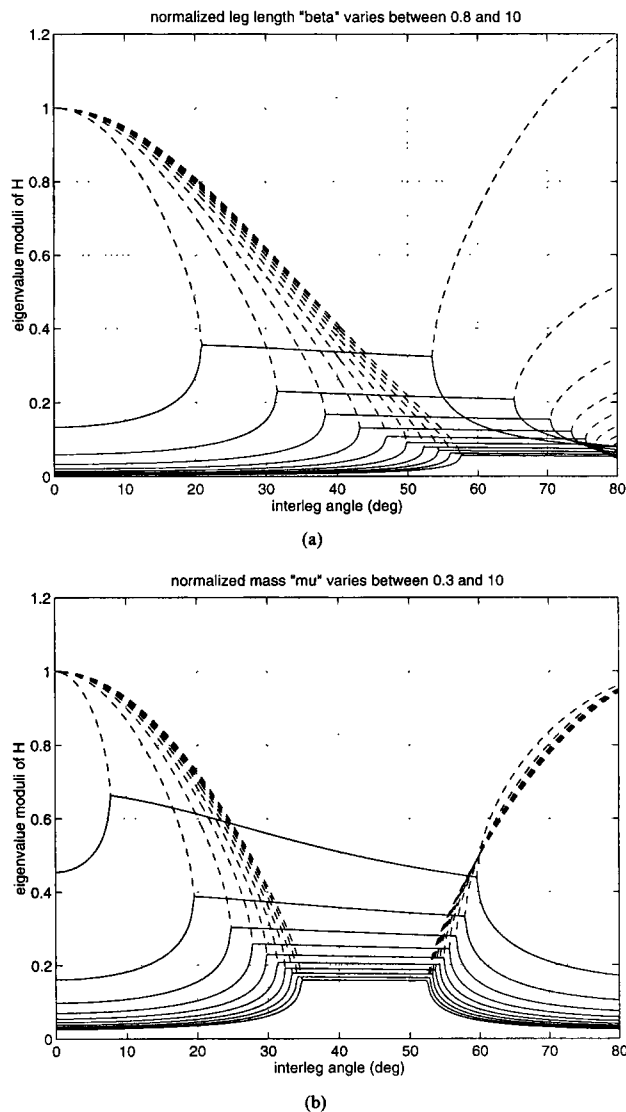 normalized leg length "beta" varies between 0.8 and 10
1.2
1
0.8
0.6
0.4
0.2
0
eigenvalue moduli of H
0 10 20 30 40 50 60 70 80
interleg angle (deg)
(a)
normalized mass "mu" varies between 0.3 and 10
1.2
1
0.8
0.6
0.4
0.2
0
eigenvalue moduli of H
0 10 20 30 40 50 60 70 80
interleg angle (deg)
(b)